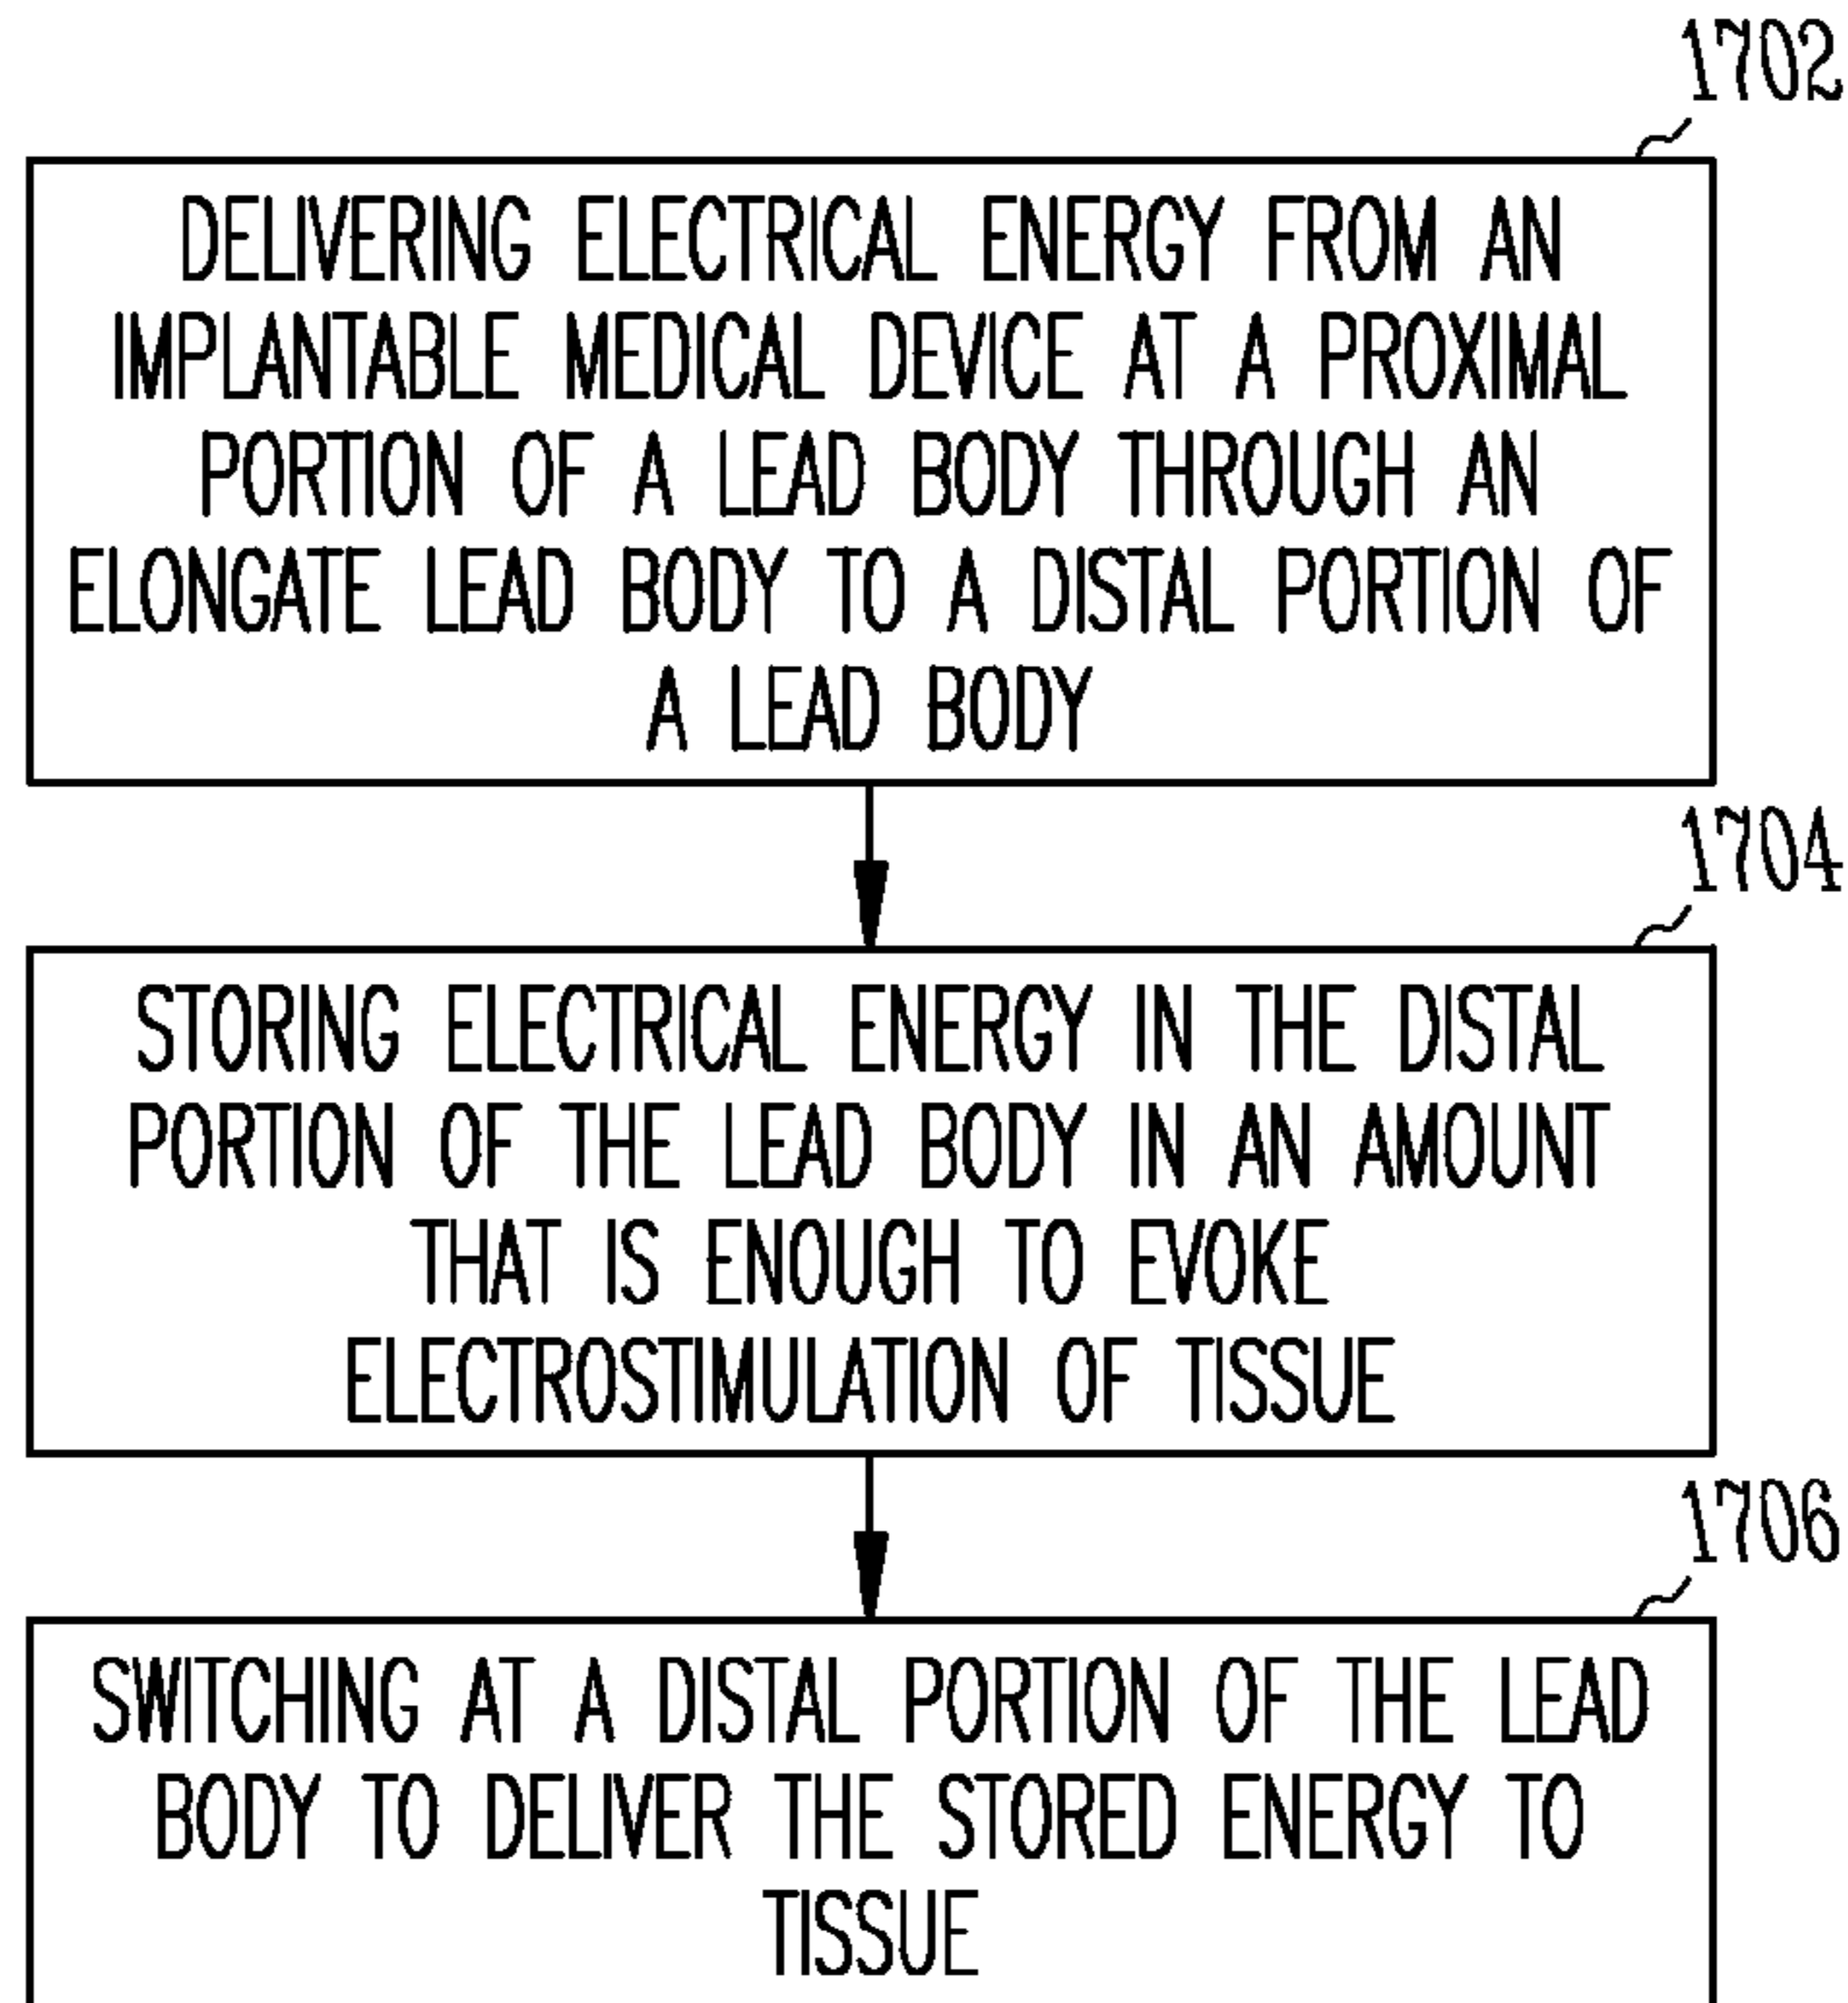 1702
DELIVERING ELECTRICAL ENERGY FROM AN
IMPLANTABLE MEDICAL DEVICE AT A PROXIMAL
PORTION OF A LEAD BODY THROUGH AN
ELONGATE LEAD BODY TO A DISTAL PORTION OF
A LEAD BODY
1704
STORING ELECTRICAL ENERGY IN THE DISTAL
PORTION OF THE LEAD BODY IN AN AMOUNT
THAT IS ENOUGH TO EVOKE
ELECTROSTIMULATION OF TISSUE
1706
SWITCHING AT A DISTAL PORTION OF THE LEAD
BODY TO DELIVER THE STORED ENERGY TO
TISSUE